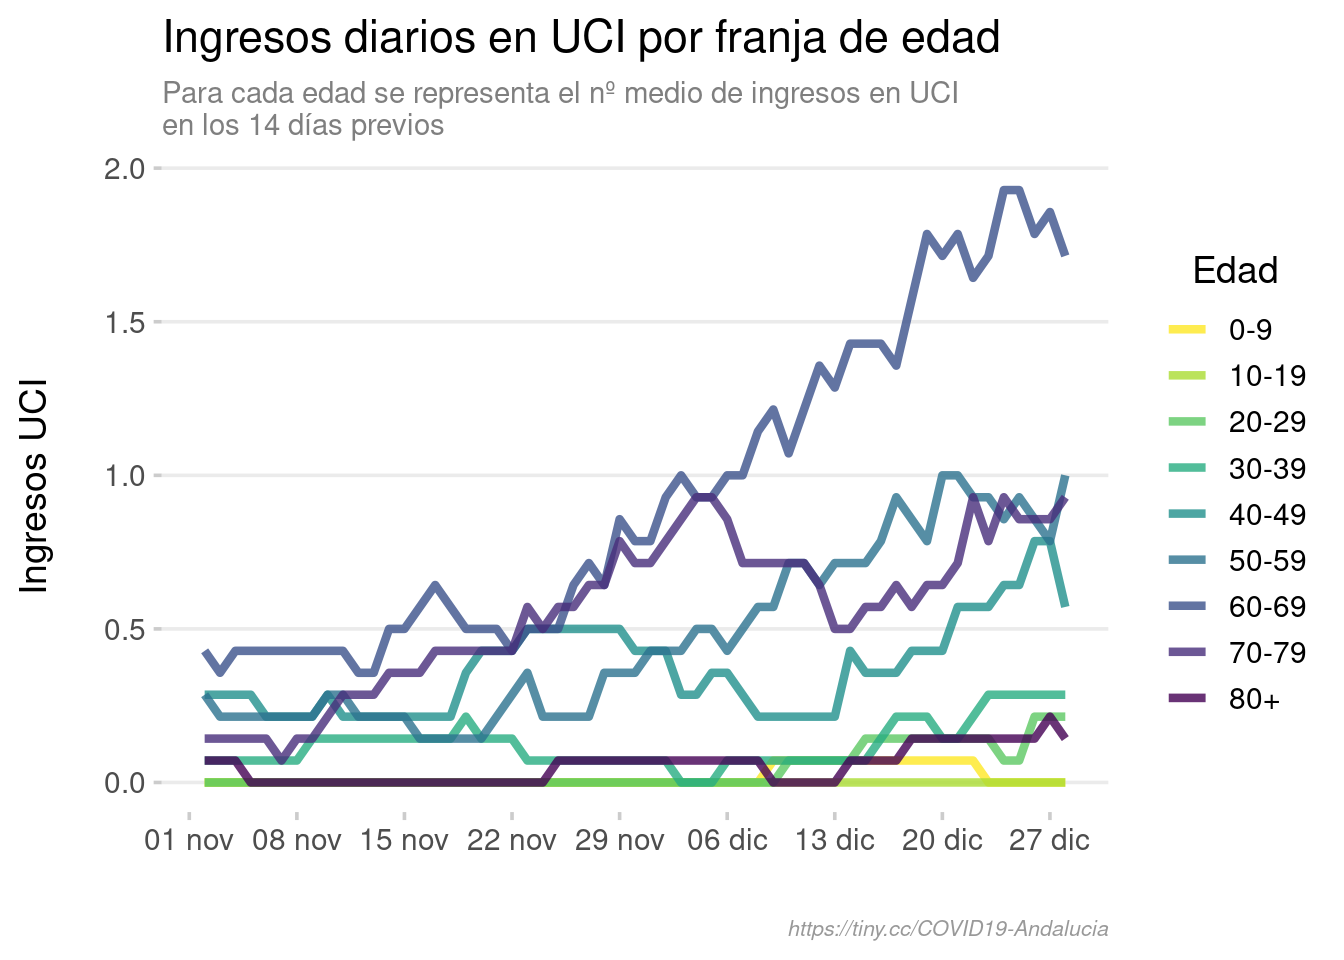 Ingresos diarios en UCI por franja de edad
Para cada edad se representa el nº medio de ingresos en UCI
en los 14 días previos
Ingresos UCI
2.0
1.5
1.0
0.5
0.0
01 nov
08 nov
15 nov
22 nov
29 nov
06 dic
13 dic
20 dic
27 dic
Edad
0-9
10-19
20-29
30-39
40-49
50-59
60-69
70-79
80+
https://tiny.cc/COVID19-Andalucia